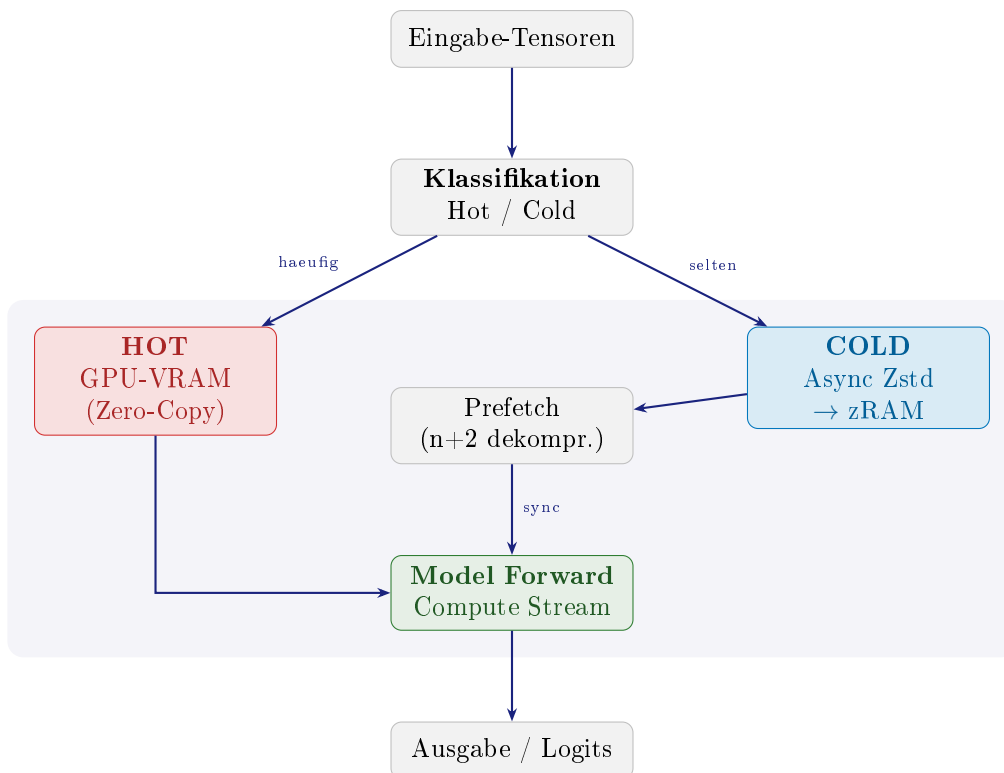 Eingabe-Tensoren
Klassifikation
Hot / Cold
haeufig
selten
HOT
GPU-VRAM
(Zero-Copy)
COLD
Async Zstd
→ zRAM
Prefetch
(n+2 dekompr.)
sync
Model Forward
Compute Stream
Ausgabe / Logits